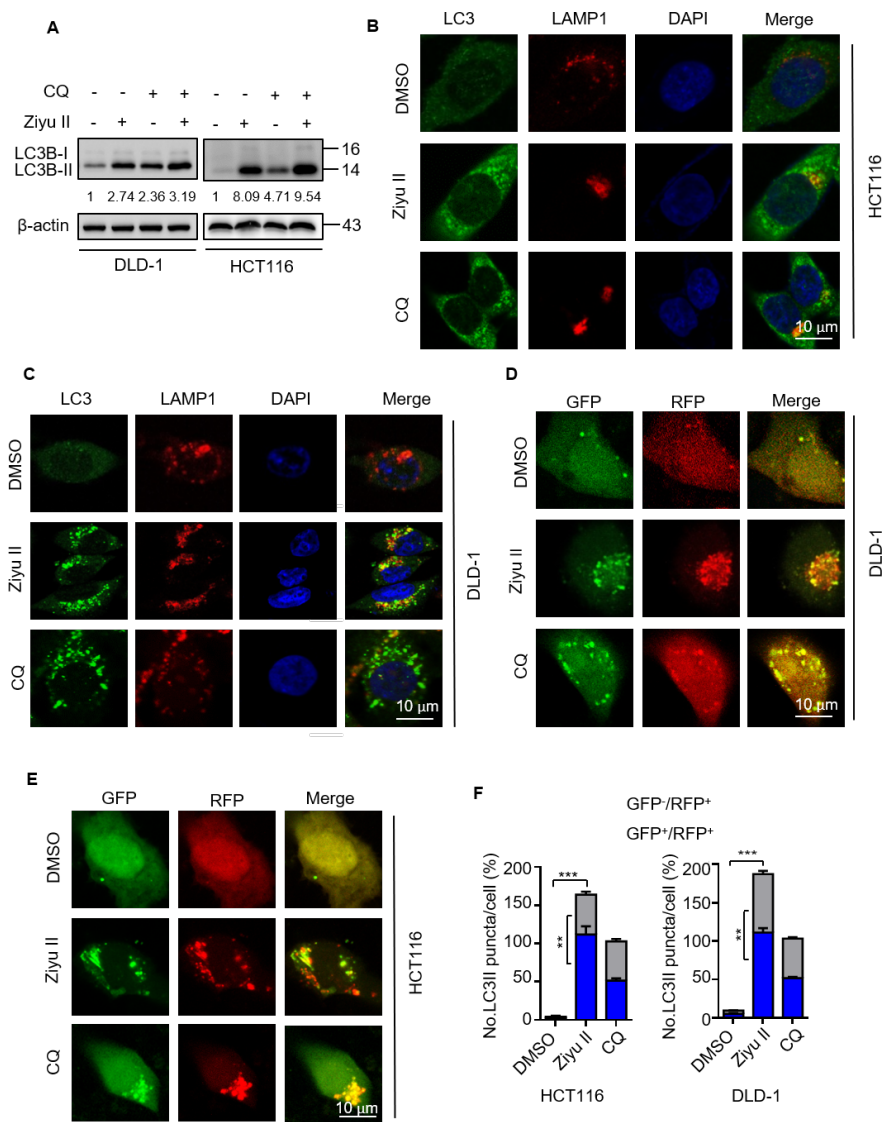 A
CQ - - + + - - + +
Ziyu II - + - + - + - +
LC3B-I
LC3B-II
16
14
1 2.74 2.36 3.19 1 8.09 4.71 9.54
β-actin
43
DLD-1 HCT116
B
LC3 LAMP1 DAPI Merge
DMSO
Ziyu II
CQ
10 μm
HCT116
C
LC3 LAMP1 DAPI Merge
DMSO
Ziyu II
CQ
10 μm
DLD-1
D
GFP RFP Merge
DMSO
Ziyu II
CQ
10 μm
DLD-1
E
GFP RFP Merge
DMSO
Ziyu II
CQ
10 μm
HCT116
F
GFP⁻/RFP⁺
GFP⁺/RFP⁺
No.LC3II puncta/cell (%)
200
150
100
50
0
***
**
DMSO
Ziyu II
CQ
HCT116
No.LC3II puncta/cell (%)
200
150
100
50
0
***
**
DMSO
Ziyu II
CQ
DLD-1